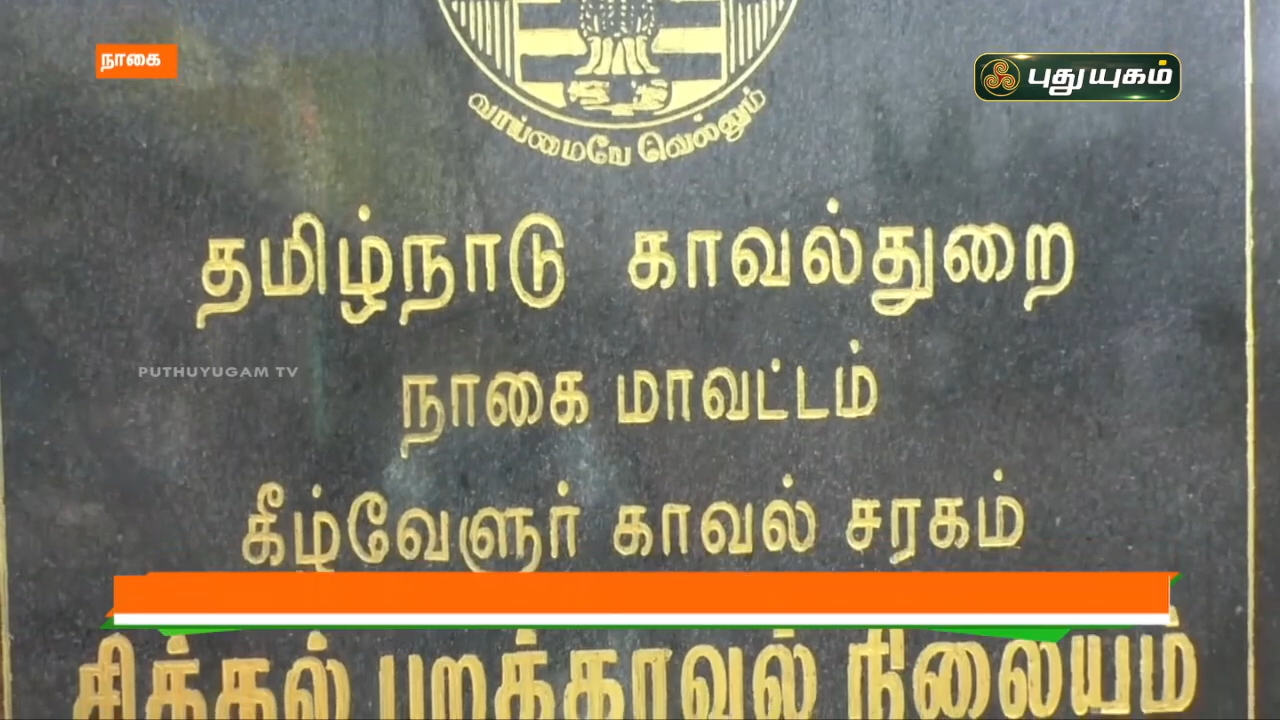 நாகை
புதுயுகம்
வாய்மையே வெல்லும்
தமிழ்நாடு காவல்துறை
PUTHUYUGAM TV
நாகை மாவட்டம்
கீழ்வேளுர் காவல் சரகம்
சிக்கல் புறக்காவல் நிலையம்